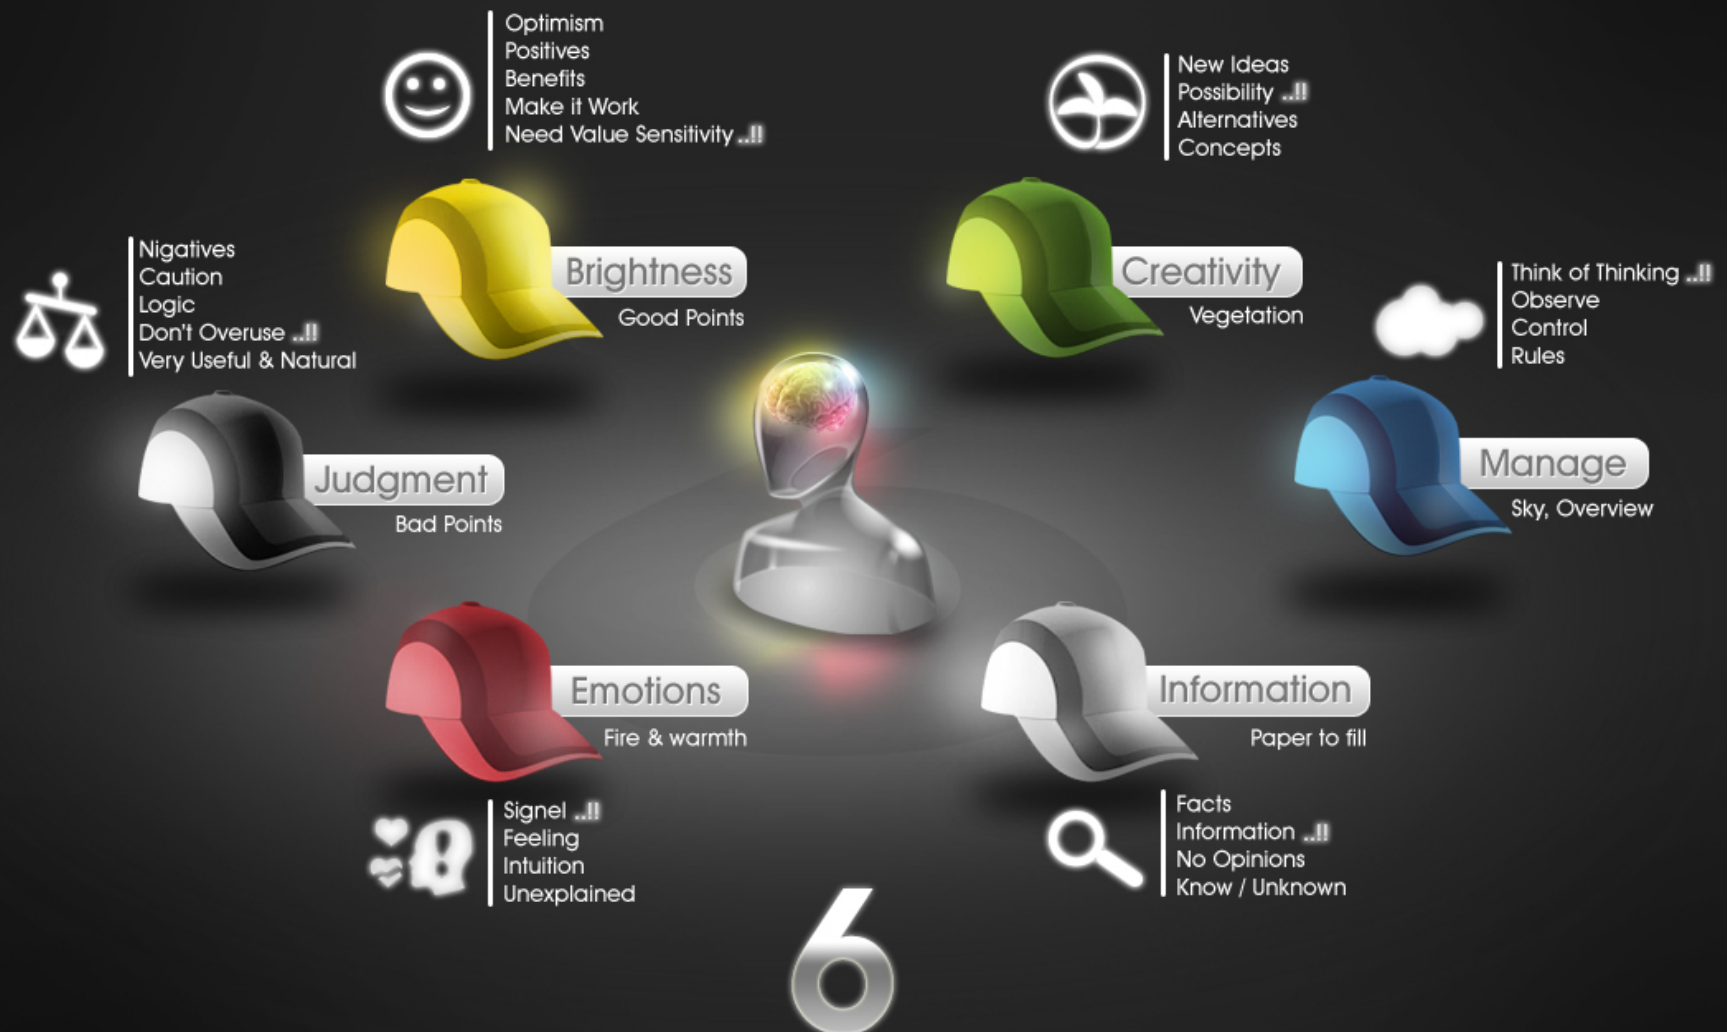 Optimism
Positives
Benefits
Make it Work
Need Value Sensitivity ..!!
Brightness
Good Points
New Ideas
Possibility ..!!
Alternatives
Concepts
Creativity
Vegetation
Nigatives
Caution
Logic
Don't Overuse ..!!
Very Useful & Natural
Judgment
Bad Points
Think of Thinking ..!!
Observe
Control
Rules
Manage
Sky, Overview
Emotions
Fire & warmth
Signel ..!!
Feeling
Intuition
Unexplained
Information
Paper to fill
Facts
Information ..!!
No Opinions
Know / Unknown
6